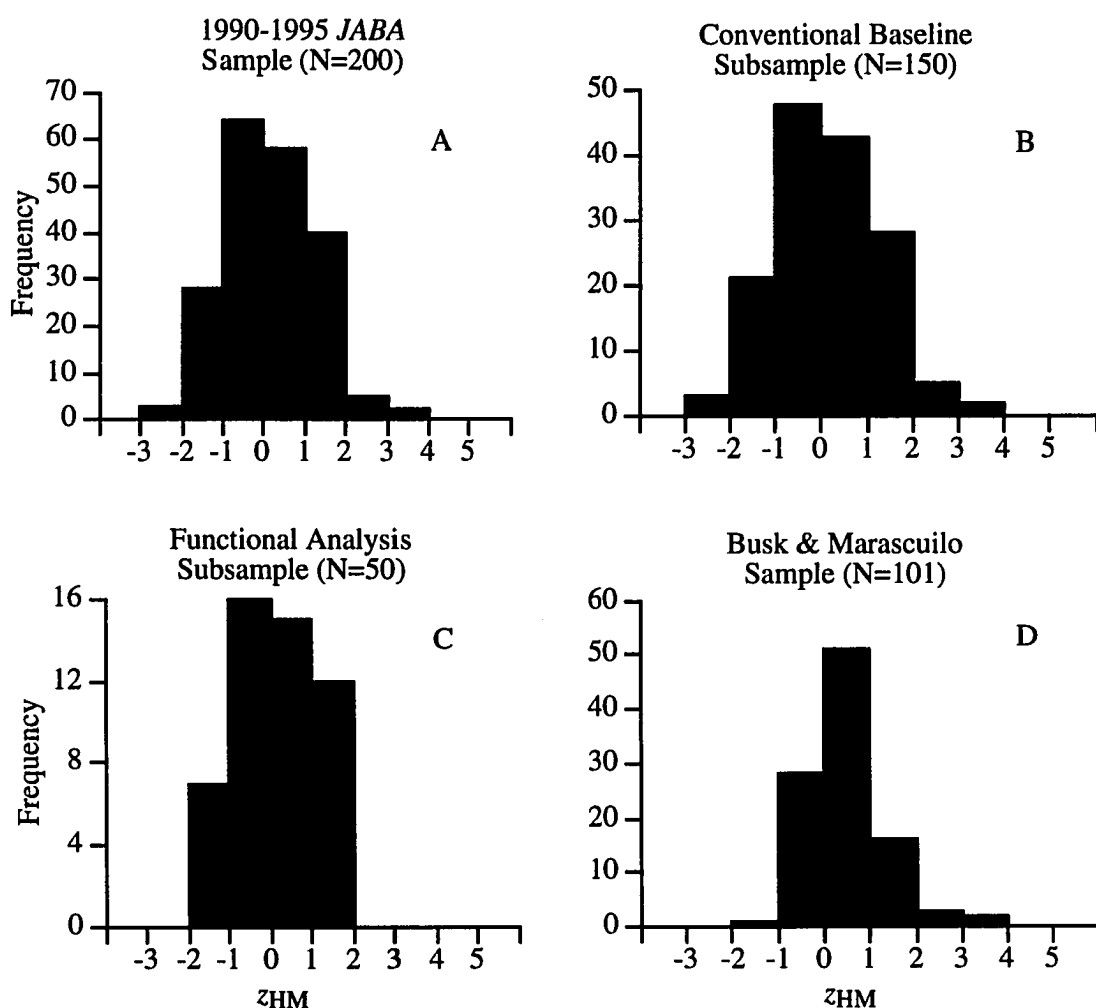 1990-1995 JABA
Sample (N=200)
A
Frequency
70
60
50
40
30
20
10
0
-3 -2 -1 0 1 2 3 4 5
Conventional Baseline
Subsample (N=150)
B
50
40
30
20
10
0
-3 -2 -1 0 1 2 3 4 5
Functional Analysis
Subsample (N=50)
C
Frequency
16
12
8
4
0
-3 -2 -1 0 1 2 3 4 5
zHM
Busk & Marascuilo
Sample (N=101)
D
60
50
40
30
20
10
0
-3 -2 -1 0 1 2 3 4 5
zHM